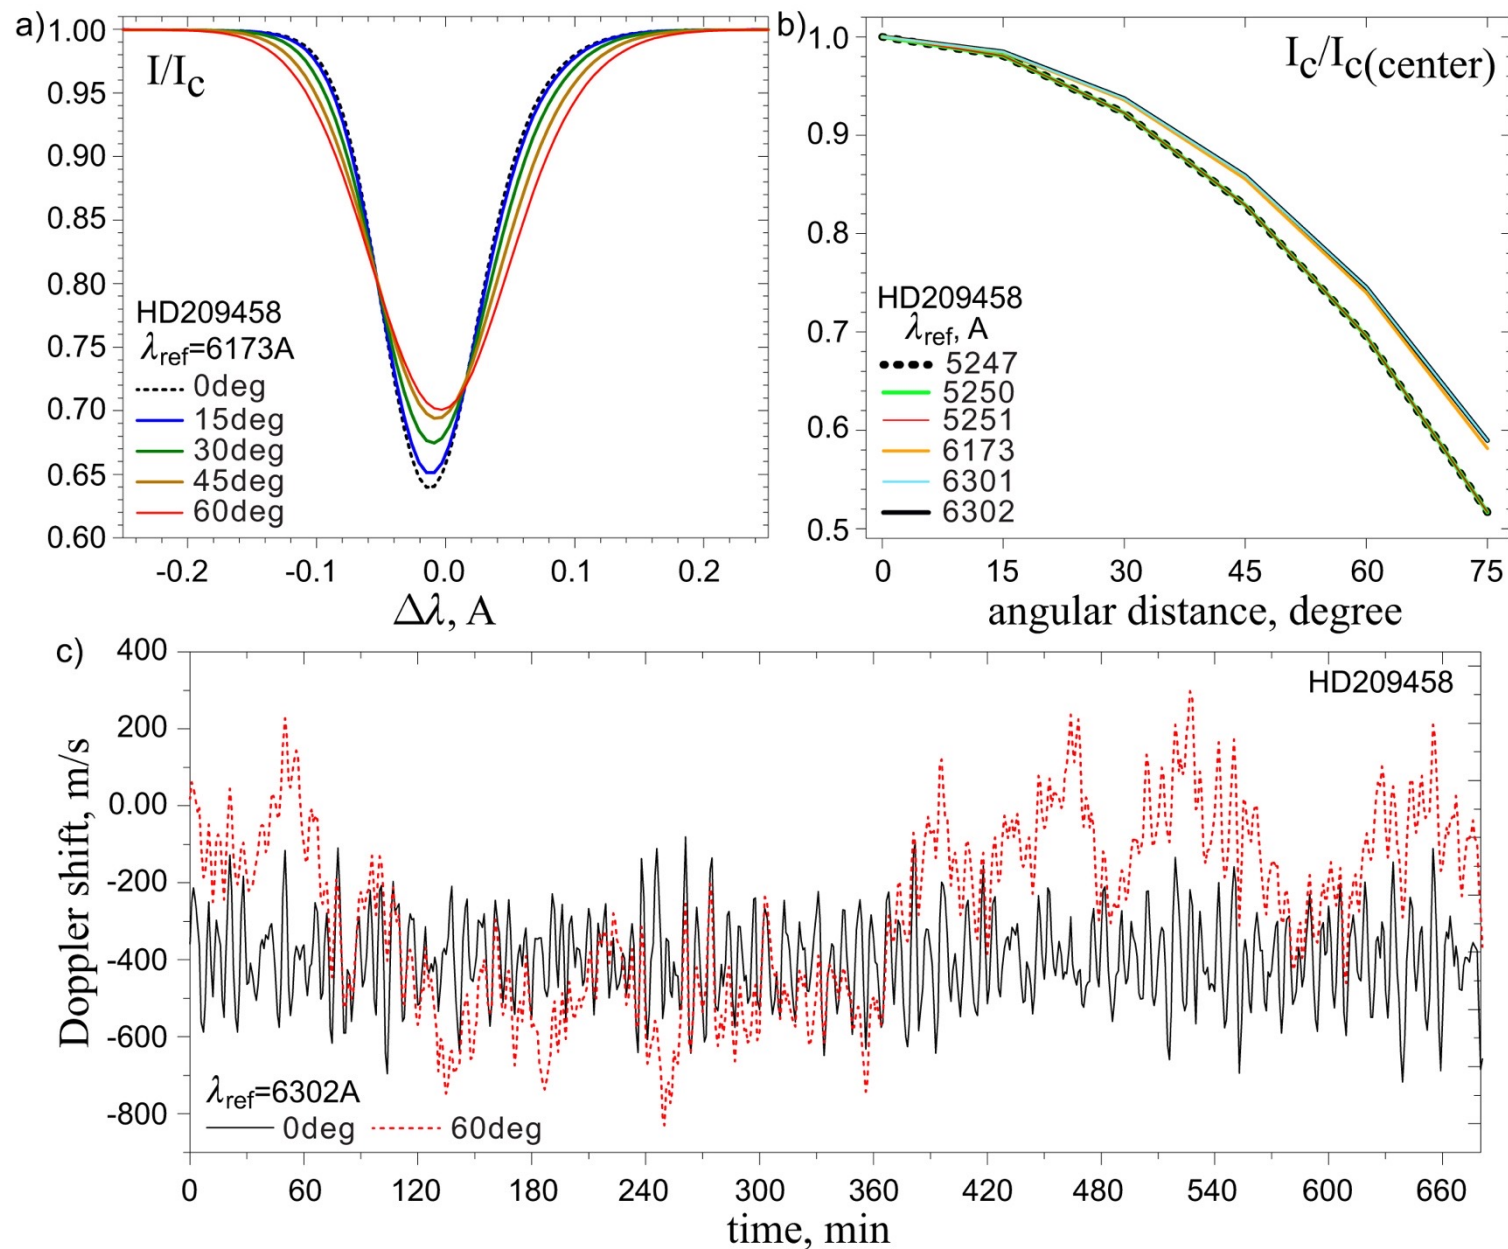 a)
I/Ic
1.00
0.95
0.90
0.85
0.80
0.75
0.70
0.65
0.60
HD209458
λref=6173A
0deg
15deg
30deg
45deg
60deg
-0.2 -0.1 0.0 0.1 0.2
Δλ, A
b)
Ic/Ic(center)
1.0
0.9
0.8
0.7
0.6
0.5
HD209458
λref, A
5247
5250
5251
6173
6301
6302
0 15 30 45 60 75
angular distance, degree
c)
HD209458
400
200
0.00
-200
-400
-600
-800
Doppler shift, m/s
λref=6302A
0deg 60deg
0 60 120 180 240 300 360 420 480 540 600 660
time, min